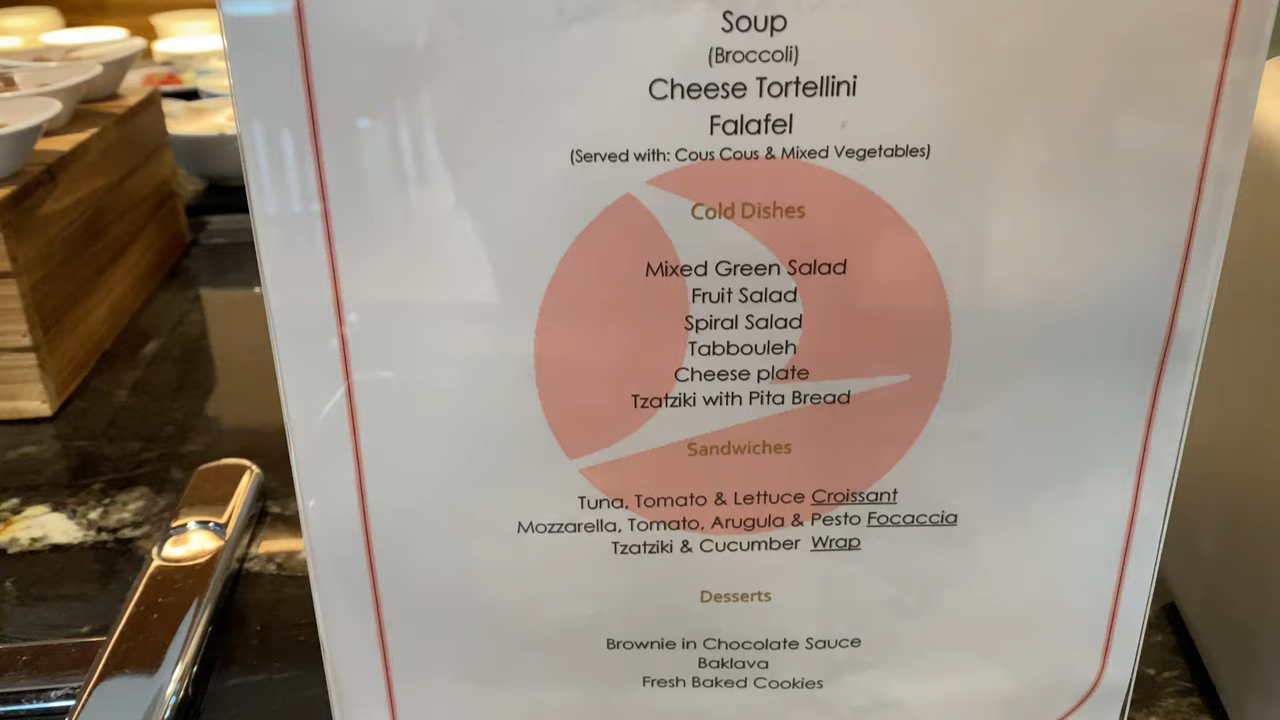 Soup
(Broccoli)
Cheese Tortellini
Falafel
(Served with: Cous Cous & Mixed Vegetables)
Cold Dishes
Mixed Green Salad
Fruit Salad
Spiral Salad
Tabbouleh
Cheese plate
Tzatziki with Pita Bread
Sandwiches
Tuna, Tomato & Lettuce Croissant
Mozzarella, Tomato, Arugula & Pesto Focaccia
Tzatziki & Cucumber Wrap
Desserts
Brownie in Chocolate Sauce
Baklava
Fresh Baked Cookies